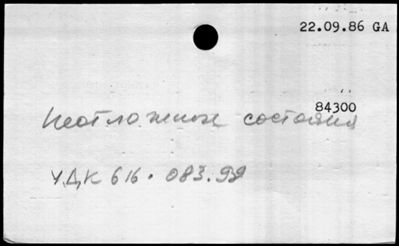 22.09.86 GA
84300
Неотложные состояния
УДК 616.083.98